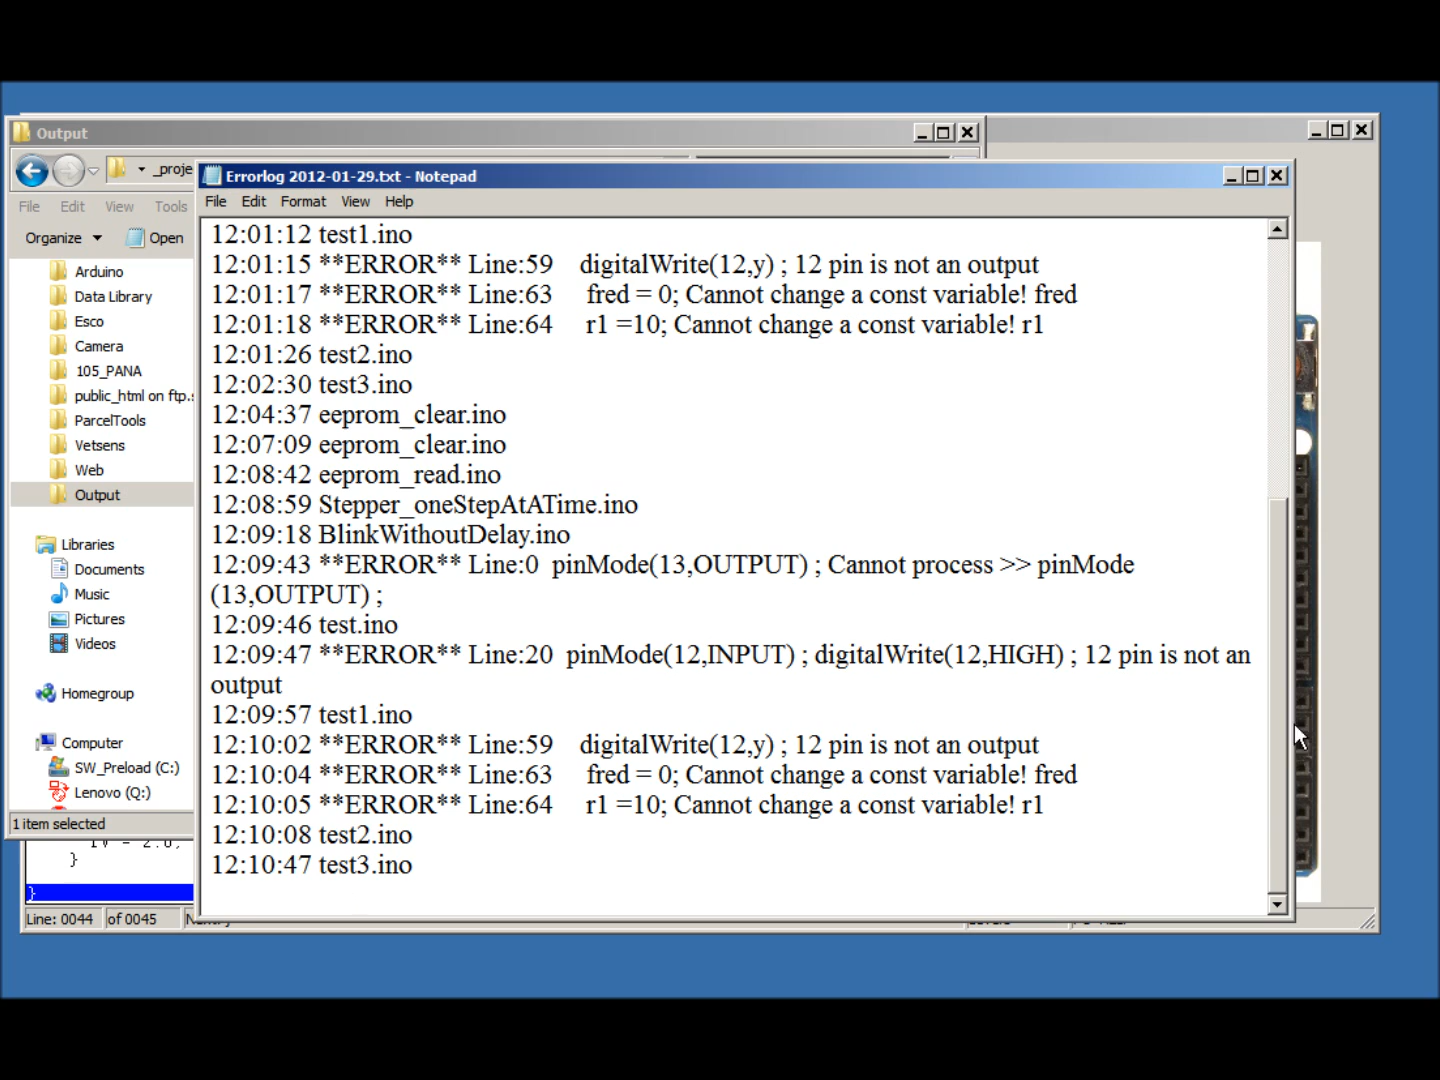 Output
_proje
File Edit View Tools
Organize Open
Arduino
Data Library
Esco
Camera
105_PANA
public_html on ftp.
ParcelTools
Vetsens
Web
Output
Libraries
Documents
Music
Pictures
Videos
Homegroup
Computer
SW_Preload (C:)
Lenovo (Q:)
1 item selected
Errorlog 2012-01-29.txt - Notepad
File Edit Format View Help
12:01:12 test1.ino
12:01:15 **ERROR** Line:59 digitalWrite(12,y) ; 12 pin is not an output
12:01:17 **ERROR** Line:63 fred = 0; Cannot change a const variable! fred
12:01:18 **ERROR** Line:64 r1 =10; Cannot change a const variable! r1
12:01:26 test2.ino
12:02:30 test3.ino
12:04:37 eeprom_clear.ino
12:07:09 eeprom_clear.ino
12:08:42 eeprom_read.ino
12:08:59 Stepper_oneStepAtATime.ino
12:09:18 BlinkWithoutDelay.ino
12:09:43 **ERROR** Line:0 pinMode(13,OUTPUT) ; Cannot process >> pinMode
(13,OUTPUT) ;
12:09:46 test.ino
12:09:47 **ERROR** Line:20 pinMode(12,INPUT) ; digitalWrite(12,HIGH) ; 12 pin is not an
output
12:09:57 test1.ino
12:10:02 **ERROR** Line:59 digitalWrite(12,y) ; 12 pin is not an output
12:10:04 **ERROR** Line:63 fred = 0; Cannot change a const variable! fred
12:10:05 **ERROR** Line:64 r1 =10; Cannot change a const variable! r1
12:10:08 test2.ino
12:10:47 test3.ino
}
}
Line: 0044 of 0045